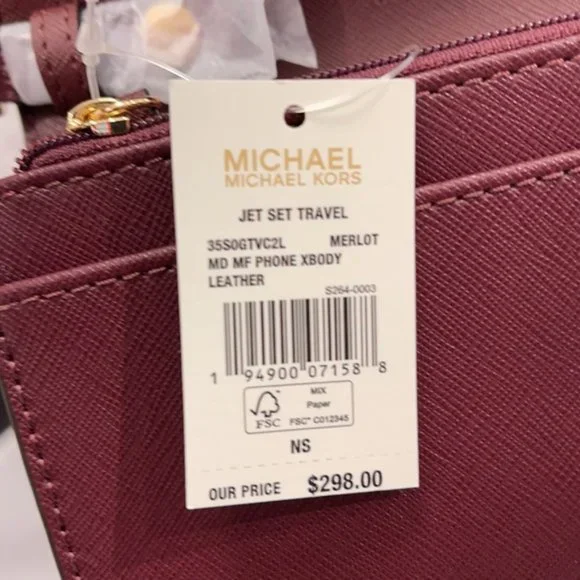 MICHAEL
MICHAEL KORS
JET SET TRAVEL
35S0GTVC2L MERLOT
MD MF PHONE XBODY
LEATHER
S264-0003
1 94900 07158 8
FSC
MIX
Paper
FSC® C012345
NS
OUR PRICE $298.00